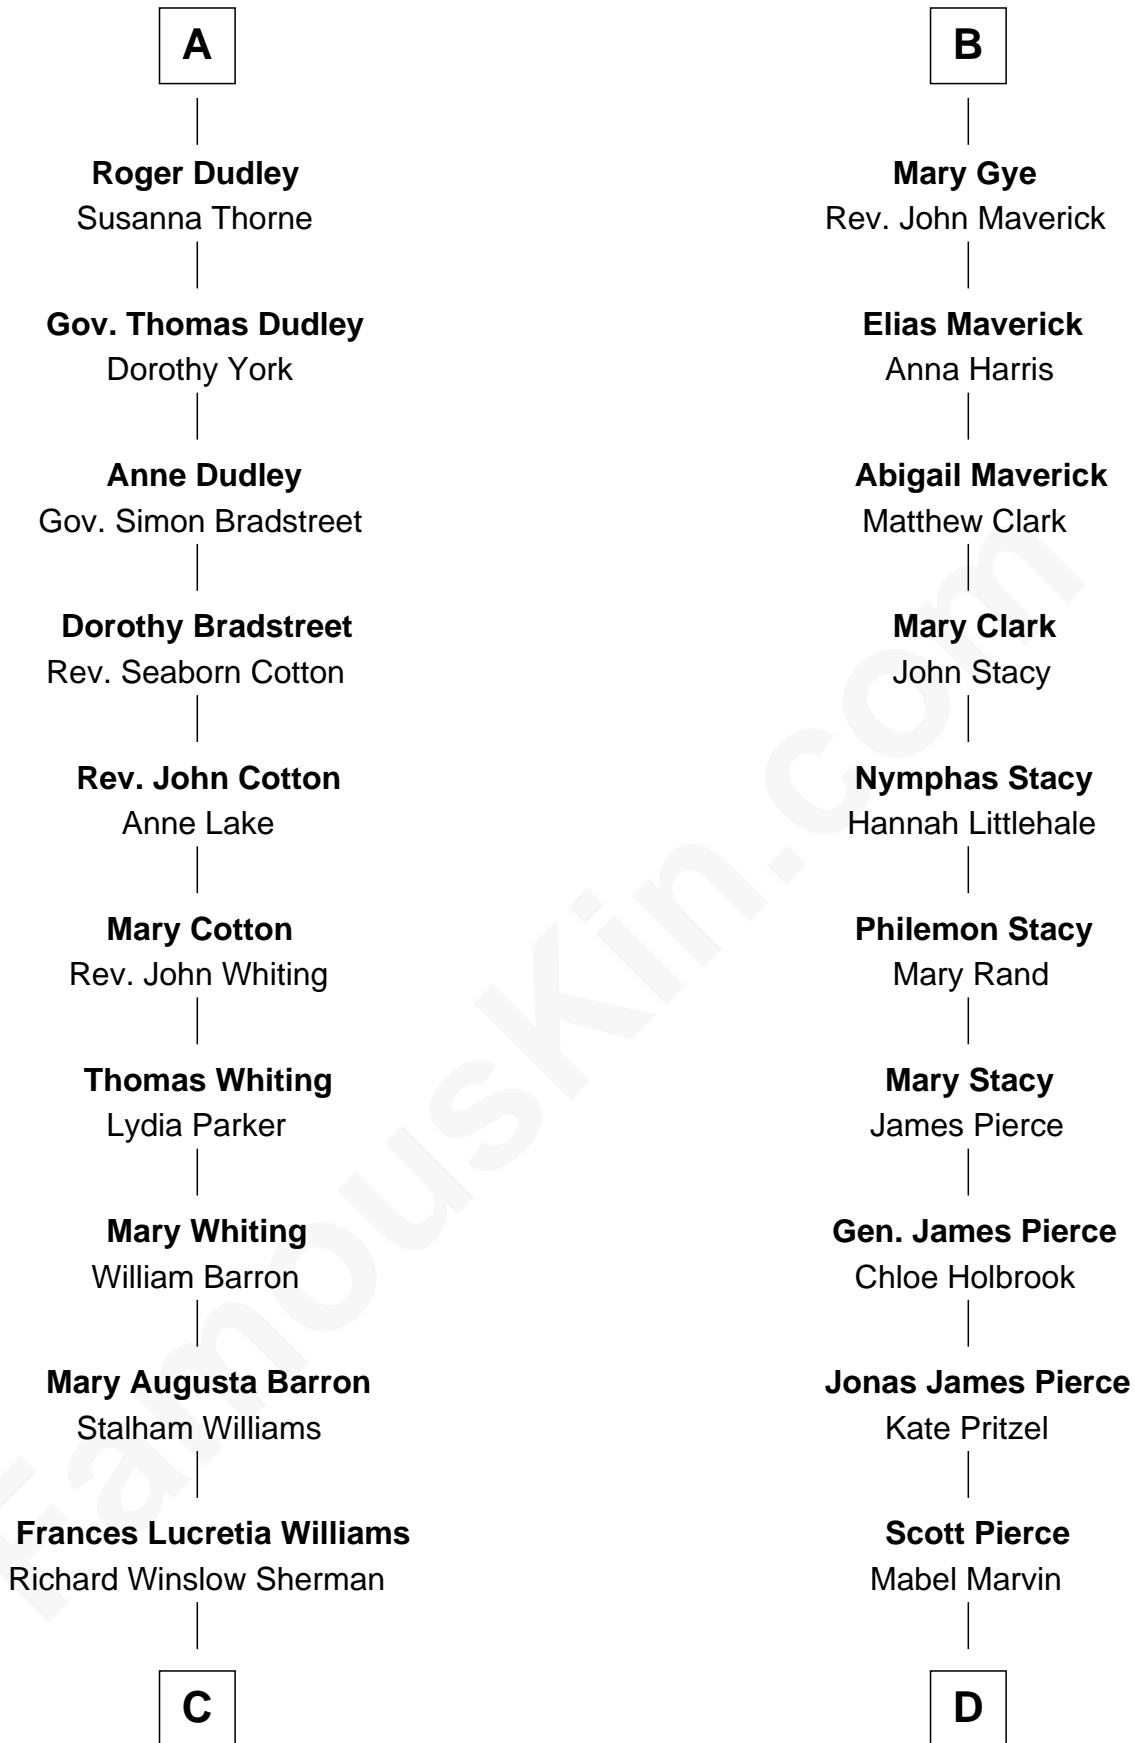 A
Roger Dudley
Susanna Thorne
Gov. Thomas Dudley
Dorothy York
Anne Dudley
Gov. Simon Bradstreet
Dorothy Bradstreet
Rev. Seaborn Cotton
Rev. John Cotton
Anne Lake
Mary Cotton
Rev. John Whiting
Thomas Whiting
Lydia Parker
Mary Whiting
William Barron
Mary Augusta Barron
Stalham Williams
Frances Lucretia Williams
Richard Winslow Sherman
C
B
Mary Gye
Rev. John Maverick
Elias Maverick
Anna Harris
Abigail Maverick
Matthew Clark
Mary Clark
John Stacy
Nymphas Stacy
Hannah Littlehale
Philemon Stacy
Mary Rand
Mary Stacy
James Pierce
Gen. James Pierce
Chloe Holbrook
Jonas James Pierce
Kate Pritzel
Scott Pierce
Mabel Marvin
D
FamousKin.com